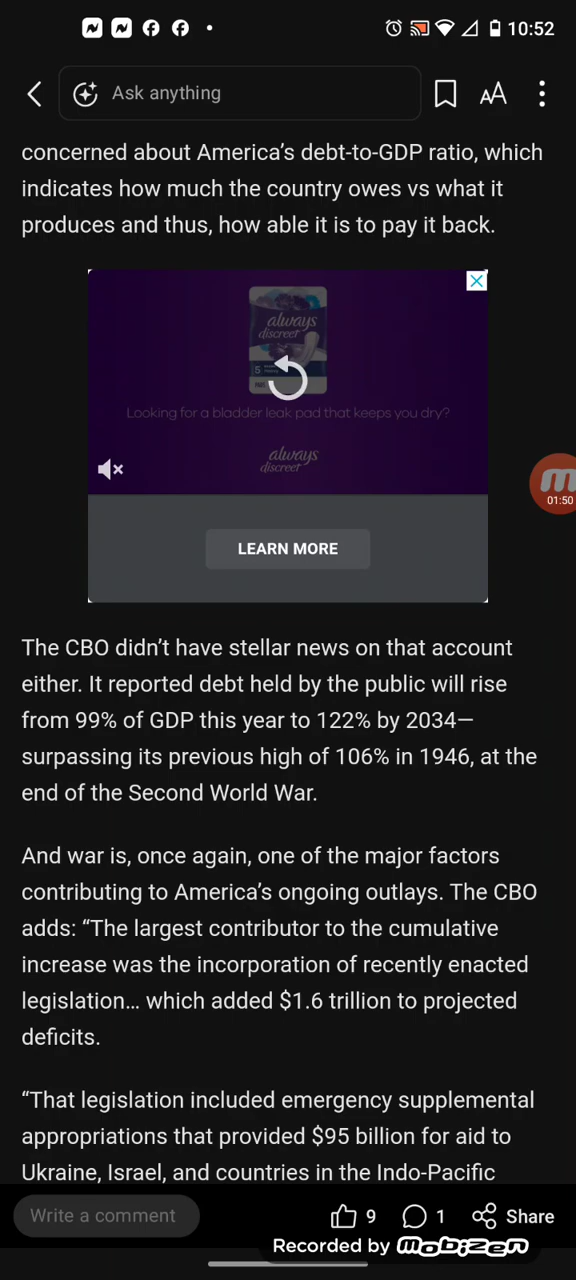 10:52
Ask anything
AA
concerned about America's debt-to-GDP ratio, which
indicates how much the country owes vs what it
produces and thus, how able it is to pay it back.
always
discreet
5
Looking for a bladder leak pad that keeps you dry?
always
discreet
LEARN MORE
01:50
The CBO didn't have stellar news on that account
either. It reported debt held by the public will rise
from 99% of GDP this year to 122% by 2034—
surpassing its previous high of 106% in 1946, at the
end of the Second World War.
And war is, once again, one of the major factors
contributing to America's ongoing outlays. The CBO
adds: “The largest contributor to the cumulative
increase was the incorporation of recently enacted
legislation… which added $1.6 trillion to projected
deficits.
“That legislation included emergency supplemental
appropriations that provided $95 billion for aid to
Ukraine, Israel, and countries in the Indo-Pacific
Write a comment
9
1
Share
Recorded by mobizen